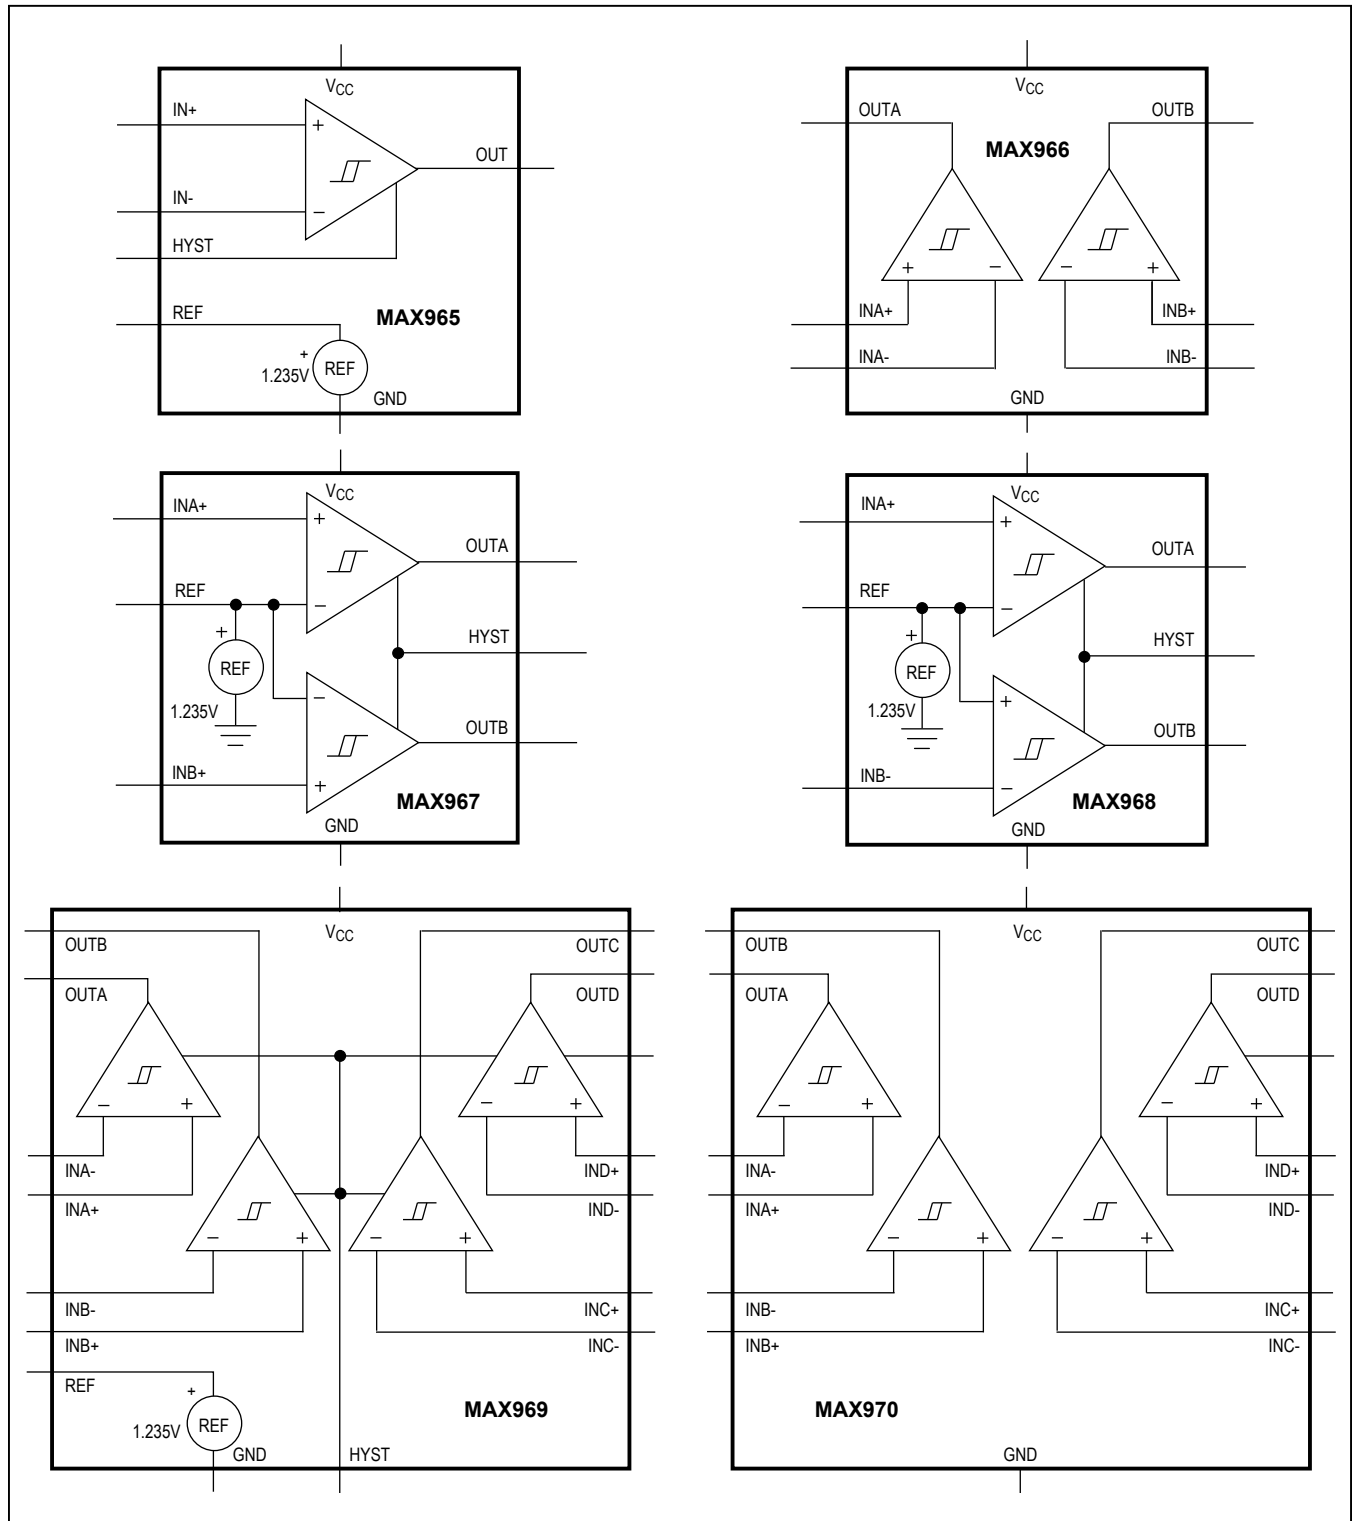 VCC
IN+
+
OUT
IN-
−
HYST
REF
MAX965
+
1.235V
REF
GND
VCC
OUTA
OUTB
MAX966
+
−
−
+
INA+
INB+
INA-
INB-
GND
VCC
INA+
+
OUTA
REF
−
+
HYST
REF
−
1.235V
OUTB
INB+
+
MAX967
GND
VCC
INA+
+
OUTA
REF
−
+
HYST
REF
+
1.235V
OUTB
INB-
−
MAX968
GND
VCC
OUTB
OUTC
OUTA
OUTD
−
+
−
+
INA-
IND+
INA+
IND-
−
+
−
+
INB-
INC+
INB+
INC-
REF
+
1.235V
REF
MAX969
GND
HYST
VCC
OUTB
OUTC
OUTA
OUTD
−
+
−
+
INA-
IND+
INA+
IND-
−
+
−
+
INB-
INC+
INB+
INC-
MAX970
GND